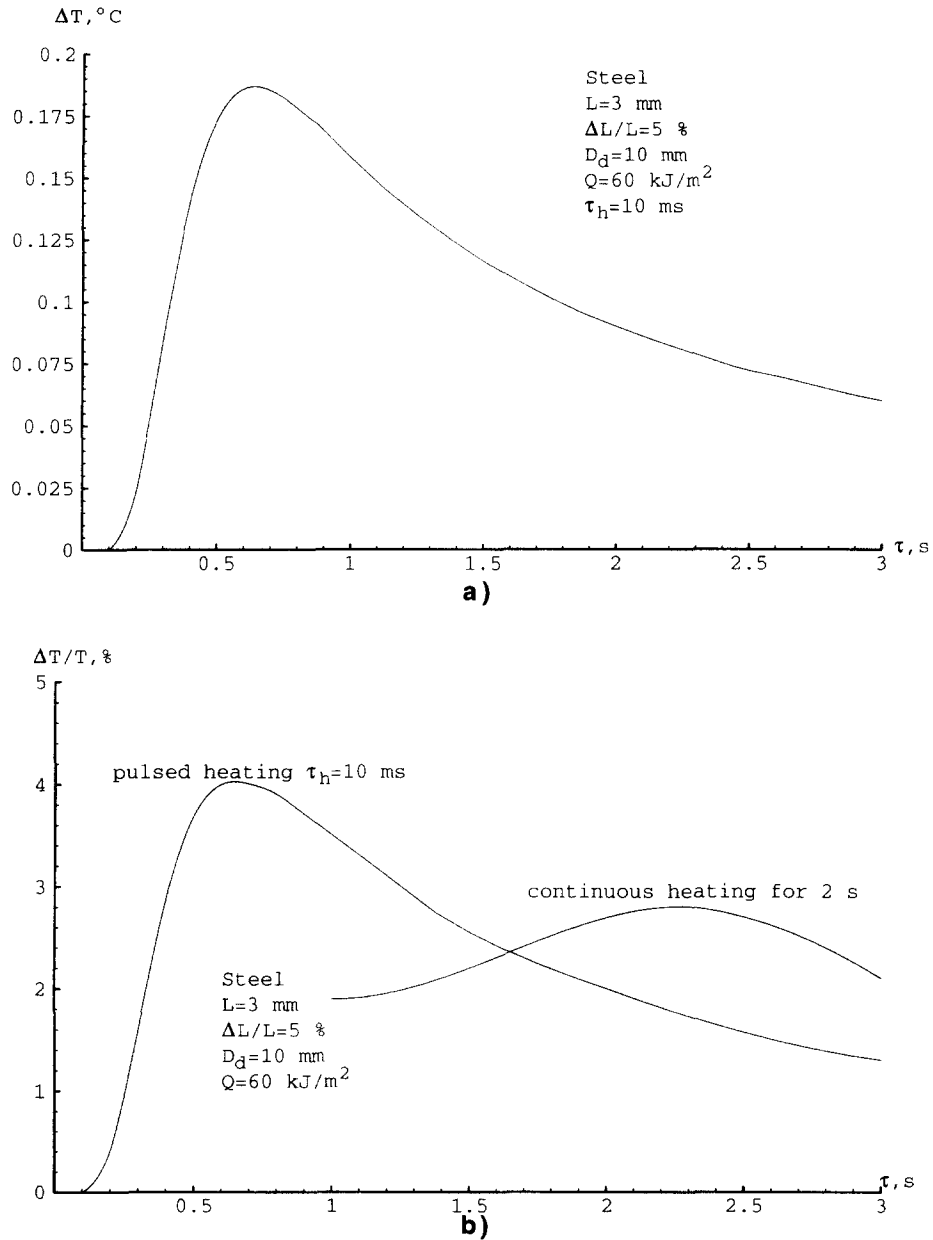 ΔT,°C
0.2
0.175
0.15
0.125
0.1
0.075
0.05
0.025
0
Steel
L=3 mm
ΔL/L=5 %
Dd=10 mm
Q=60 kJ/m²
τh=10 ms
0.5 1 1.5 2 2.5 3
τ,s
a)
ΔT/T,%
5
4
3
2
1
0
pulsed heating τh=10 ms
continuous heating for 2 s
Steel
L=3 mm
ΔL/L=5 %
Dd=10 mm
Q=60 kJ/m²
0.5 1 1.5 2 2.5 3
τ,s
b)